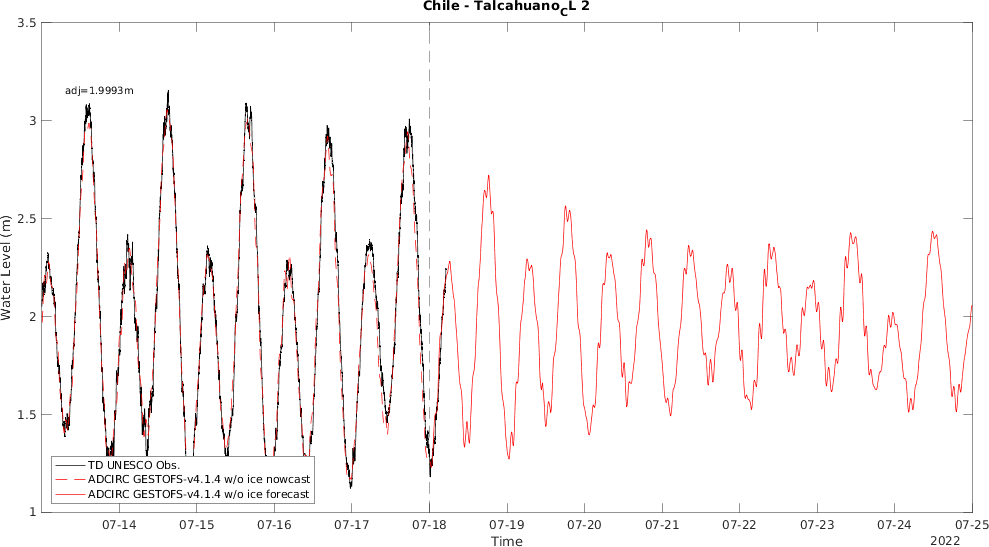 Chile - Talcahuano_CL 2
adj=1.9993m
Water Level (m)
3.5
3
2.5
2
1.5
1
TD UNESCO Obs.
ADCIRC GESTOFS-v4.1.4 w/o ice nowcast
ADCIRC GESTOFS-v4.1.4 w/o ice forecast
07-14 07-15 07-16 07-17 07-18 07-19 07-20 07-21 07-22 07-23 07-24 07-25
Time
2022